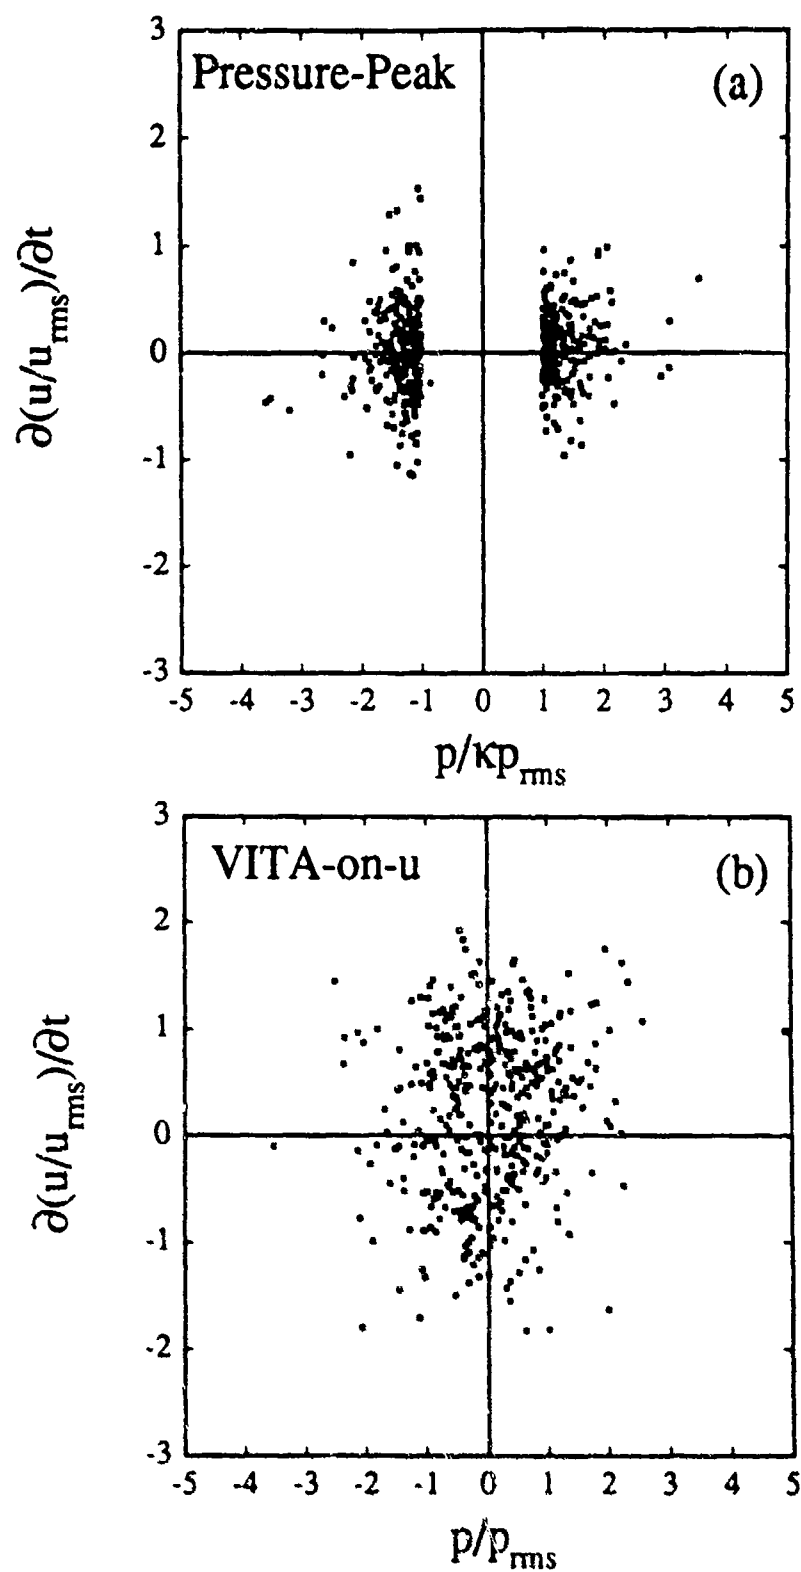 Pressure-Peak (a)
3
2
1
0
-1
-2
-3
∂(u/u_rms)/∂t
-5 -4 -3 -2 -1 0 1 2 3 4 5
p/κp_rms
VITA-on-u (b)
3
2
1
0
-1
-2
-3
∂(u/u_rms)/∂t
-5 -4 -3 -2 -1 0 1 2 3 4 5
p/p_rms